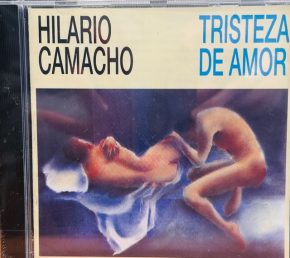 HILARIO
CAMACHO
TRISTEZA
DE AMOR